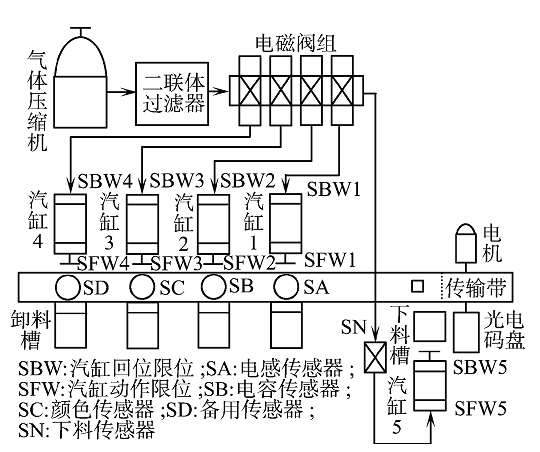 电磁阀组
气体压缩机
二联体
过滤器
SBW4
SBW3
SBW2
SBW1
汽缸4
汽缸3
汽缸2
汽缸1
SFW4
SFW3
SFW2
SFW1
电机
SD
SC
SB
SA
传输带
卸料槽
SN
下料槽
光电码盘
SBW5
汽缸5
SFW5
SBW:汽缸回位限位;SA:电感传感器;
SFW:汽缸动作限位;SB:电容传感器;
SC:颜色传感器;SD:备用传感器;
SN:下料传感器